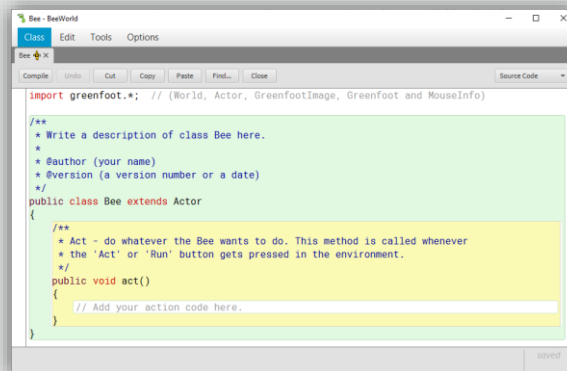 Bee - BeeWorld
Class Edit Tools Options
Bee
Compile Undo Cut Copy Paste Find... Close Source Code
import greenfoot.*;  // (World, Actor, GreenfootImage, Greenfoot and MouseInfo)
/**
 * Write a description of class Bee here.
 *
 * @author (your name)
 * @version (a version number or a date)
 */
public class Bee extends Actor
{
    /**
     * Act - do whatever the Bee wants to do. This method is called whenever
     * the 'Act' or 'Run' button gets pressed in the environment.
     */
    public void act()
    {
        // Add your action code here.
    }
}
saved